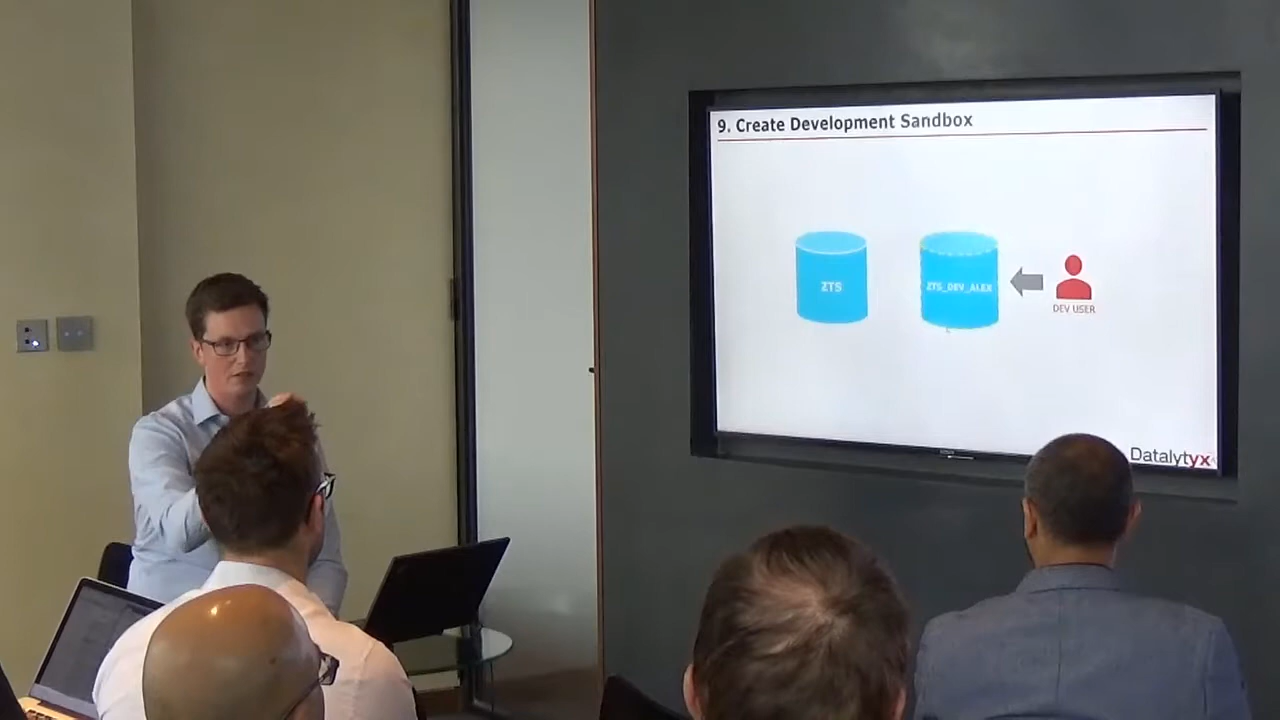 9. Create Development Sandbox
ZTS
ZTS_DEV_ALEX
DEV USER
Datalytyx